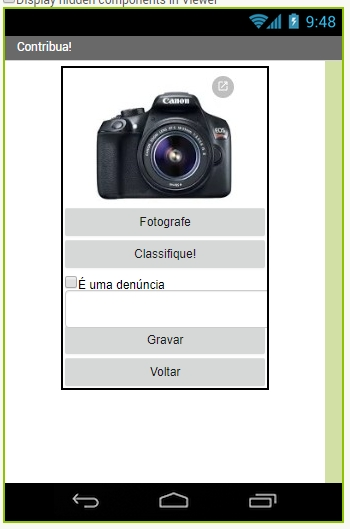 Display hidden components in Viewer
9:48
Contribua!
Canon
EOS
Fotografe
Classifique!
É uma denúncia
Gravar
Voltar